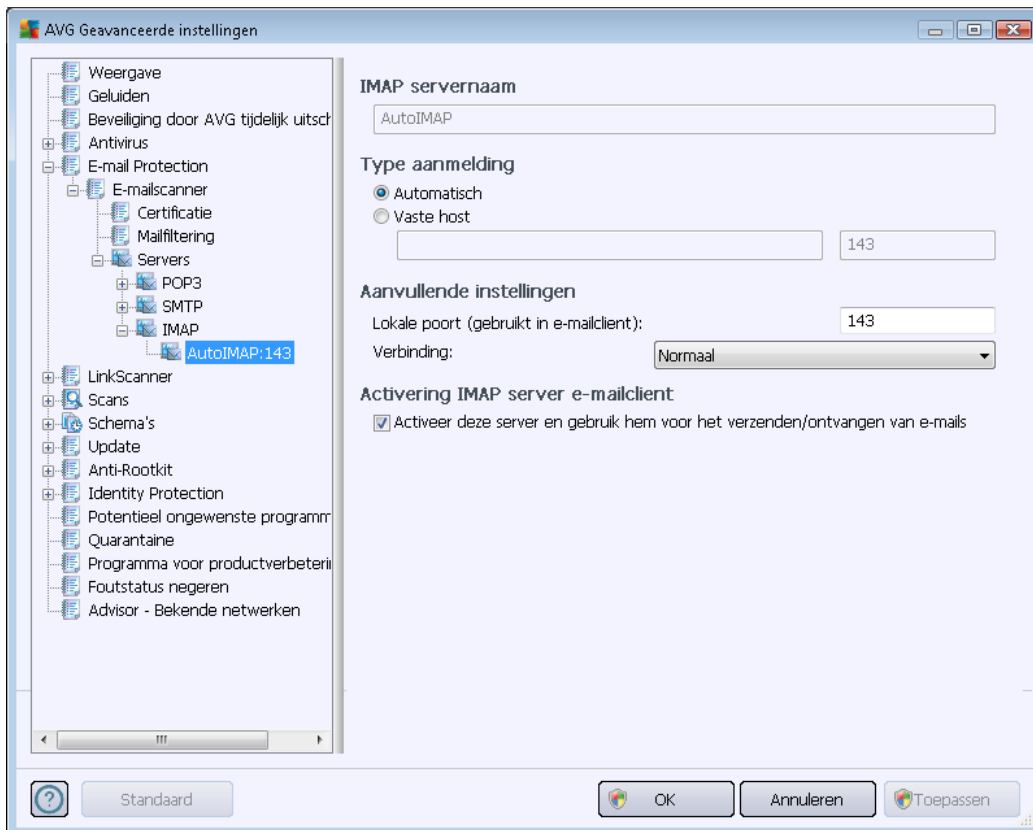 AVG Geavanceerde instellingen
Weergave
Geluiden
Beveiliging door AVG tijdelijk uitsch
Antivirus
E-mail Protection
E-mailscanner
Certificatie
Mailfiltering
Servers
POP3
SMTP
IMAP
AutoIMAP:143
LinkScanner
Scans
Schema's
Update
Anti-Rootkit
Identity Protection
Potentieel ongewenste programm
Quarantaine
Programma voor productverbeteri
Foutstatus negeren
Advisor - Bekende netwerken
IMAP servernaam
AutoIMAP
Type aanmelding
Automatisch
Vaste host
143
Aanvullende instellingen
Lokale poort (gebruikt in e-mailclient): 143
Verbinding: Normaal
Activering IMAP server e-mailclient
Activeer deze server en gebruik hem voor het verzenden/ontvangen van e-mails
Standaard OK Annuleren Toepassen